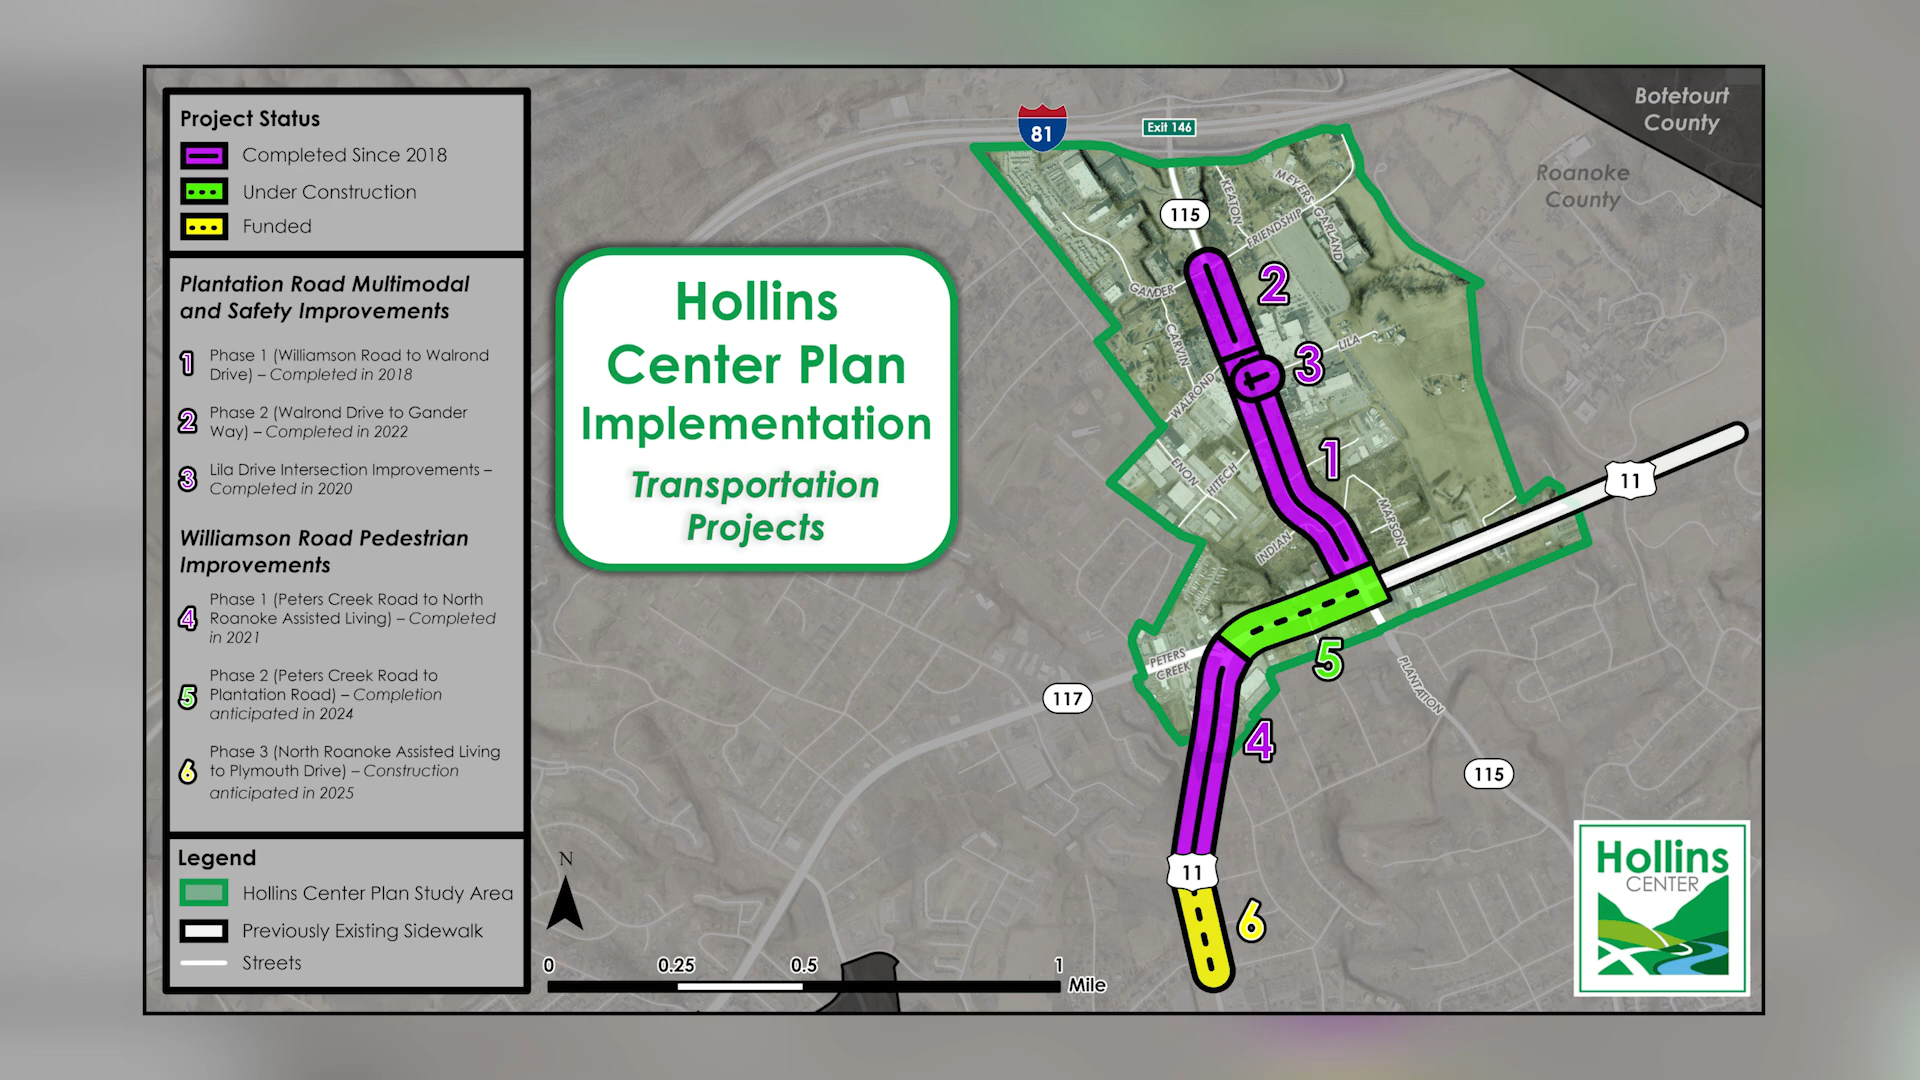 Project Status
Completed Since 2018
Under Construction
Funded
Plantation Road Multimodal
and Safety Improvements
1
Phase 1 (Williamson Road to Walrond
Drive) – Completed in 2018
2
Phase 2 (Walrond Drive to Gander
Way) – Completed in 2022
3
Lila Drive Intersection Improvements –
Completed in 2020
Williamson Road Pedestrian
Improvements
4
Phase 1 (Peters Creek Road to North
Roanoke Assisted Living) – Completed
in 2021
5
Phase 2 (Peters Creek Road to
Plantation Road) – Completion
anticipated in 2024
6
Phase 3 (North Roanoke Assisted Living
to Plymouth Drive) – Construction
anticipated in 2025
Legend
Hollins Center Plan Study Area
Previously Existing Sidewalk
Streets
Hollins
Center Plan
Implementation
Transportation
Projects
N
0
0.25
0.5
1
Mile
81
Exit 146
Botetourt
County
Roanoke
County
115
KEATON
MEYERS
GARLAND
FRIENDSHIP
GANDER
2
CARVIN
3
LILA
WALROND
1
ENON
HITECH
MARSON
INDIAN
11
5
PETERS
CREEK
PLANTATION
117
4
115
11
6
Hollins
CENTER